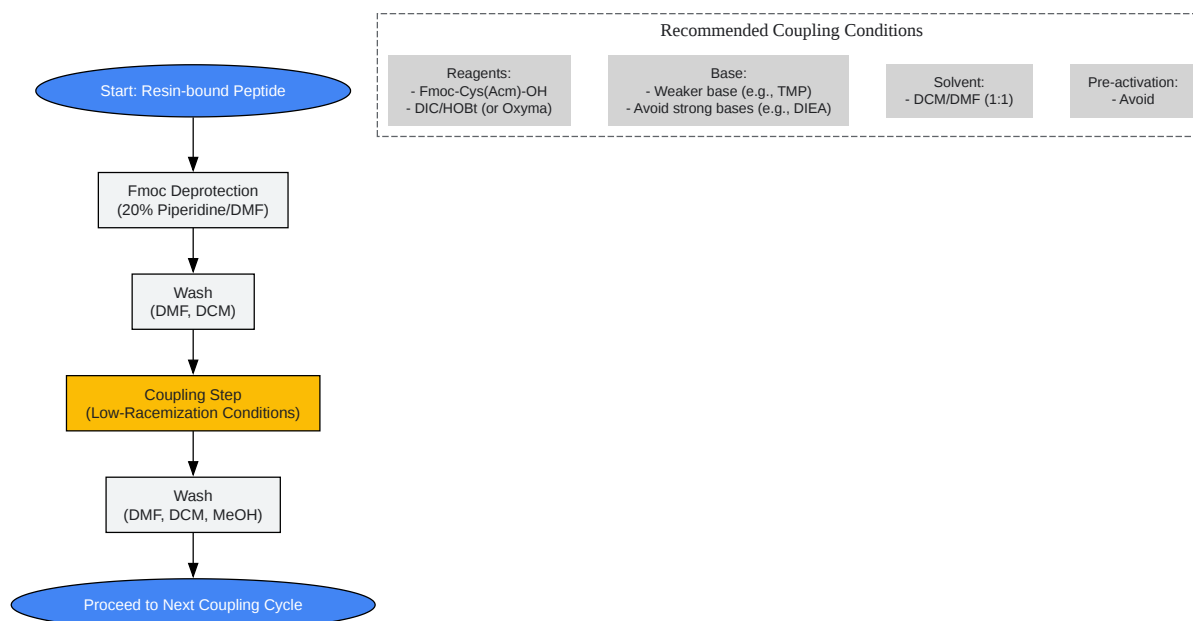 Recommended Coupling Conditions
Reagents:
- Fmoc-Cys(Acm)-OH
- DIC/HOBt (or Oxyma)
Base:
- Weaker base (e.g., TMP)
- Avoid strong bases (e.g., DIEA)
Solvent:
- DCM/DMF (1:1)
Pre-activation:
- Avoid
Start: Resin-bound Peptide
Fmoc Deprotection
(20% Piperidine/DMF)
Wash
(DMF, DCM)
Coupling Step
(Low-Racemization Conditions)
Wash
(DMF, DCM, MeOH)
Proceed to Next Coupling Cycle